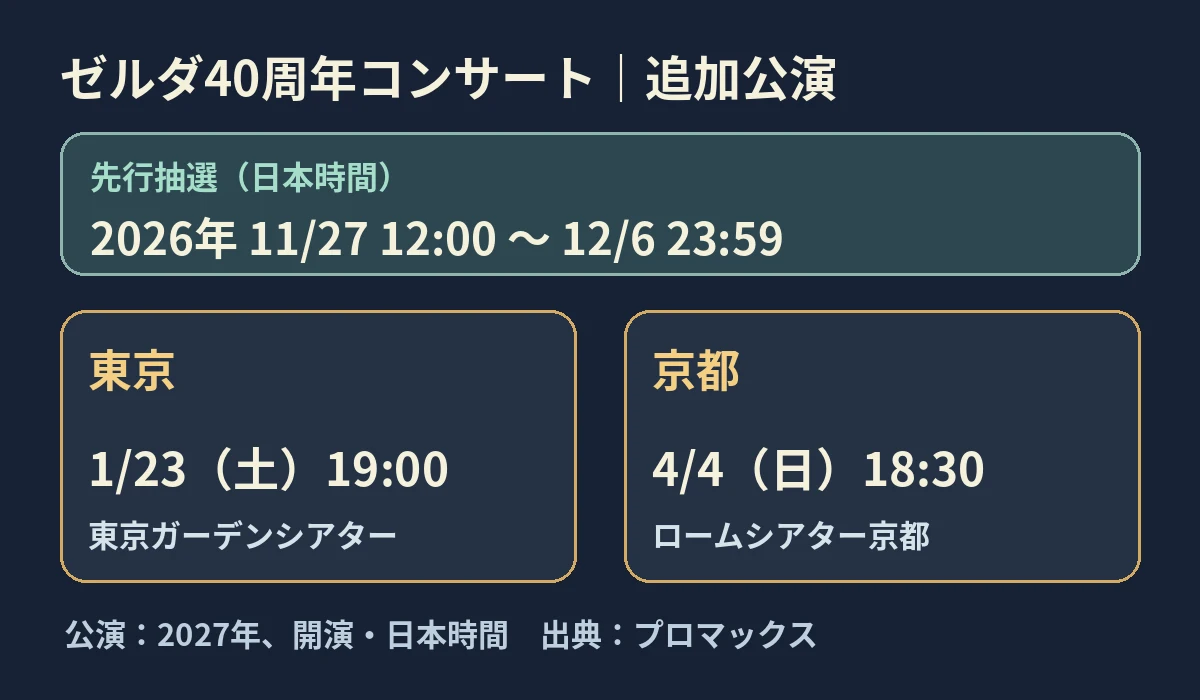 ゼルダ40周年コンサート｜追加公演
先行抽選（日本時間）
2026年 11/27 12:00 〜 12/6 23:59
東京
1/23（土）19:00
東京ガーデンシアター
京都
4/4（日）18:30
ロームシアター京都
公演：2027年、開演・日本時間　出典：プロマックス